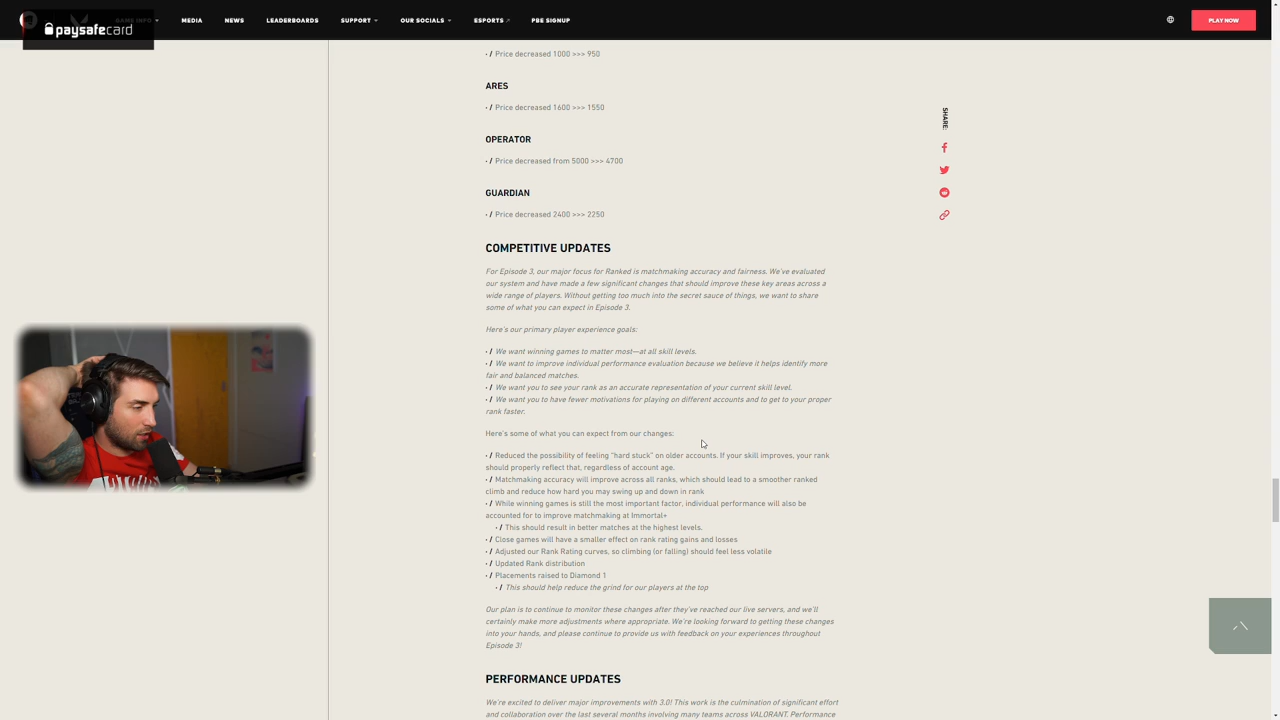 GAME INFO
MEDIA
NEWS
LEADERBOARDS
SUPPORT
OUR SOCIALS
ESPORTS
PBE SIGNUP
PLAY NOW
paysafecard
· / Price decreased 1000 >>> 950
ARES
· / Price decreased 1600 >>> 1550
OPERATOR
· / Price decreased from 5000 >>> 4700
GUARDIAN
· / Price decreased 2400 >>> 2250
SHARE:
COMPETITIVE UPDATES
For Episode 3, our major focus for Ranked is matchmaking accuracy and fairness. We've evaluated
our system and have made a few significant changes that should improve these key areas across a
wide range of players. Without getting too much into the secret sauce of things, we want to share
some of what you can expect in Episode 3.
Here's our primary player experience goals:
· / We want winning games to matter most—at all skill levels.
· / We want to improve individual performance evaluation because we believe it helps identify more
fair and balanced matches.
· / We want you to see your rank as an accurate representation of your current skill level.
· / We want you to have fewer motivations for playing on different accounts and to get to your proper
rank faster.
Here's some of what you can expect from our changes:
· / Reduced the possibility of feeling "hard stuck" on older accounts. If your skill improves, your rank
should properly reflect that, regardless of account age.
· / Matchmaking accuracy will improve across all ranks, which should lead to a smoother ranked
climb and reduce how hard you may swing up and down in rank
· / While winning games is still the most important factor, individual performance will also be
accounted for to improve matchmaking at Immortal+
· / This should result in better matches at the highest levels.
· / Close games will have a smaller effect on rank rating gains and losses
· / Adjusted our Rank Rating curves, so climbing (or falling) should feel less volatile
· / Updated Rank distribution
· / Placements raised to Diamond 1
· / This should help reduce the grind for our players at the top
Our plan is to continue to monitor these changes after they've reached our live servers, and we'll
certainly make more adjustments where appropriate. We're looking forward to getting these changes
into your hands, and please continue to provide us with feedback on your experiences throughout
Episode 3!
PERFORMANCE UPDATES
We're excited to deliver major improvements with 3.0! This work is the culmination of significant effort
and collaboration over the last several months involving many teams across VALORANT. Performance